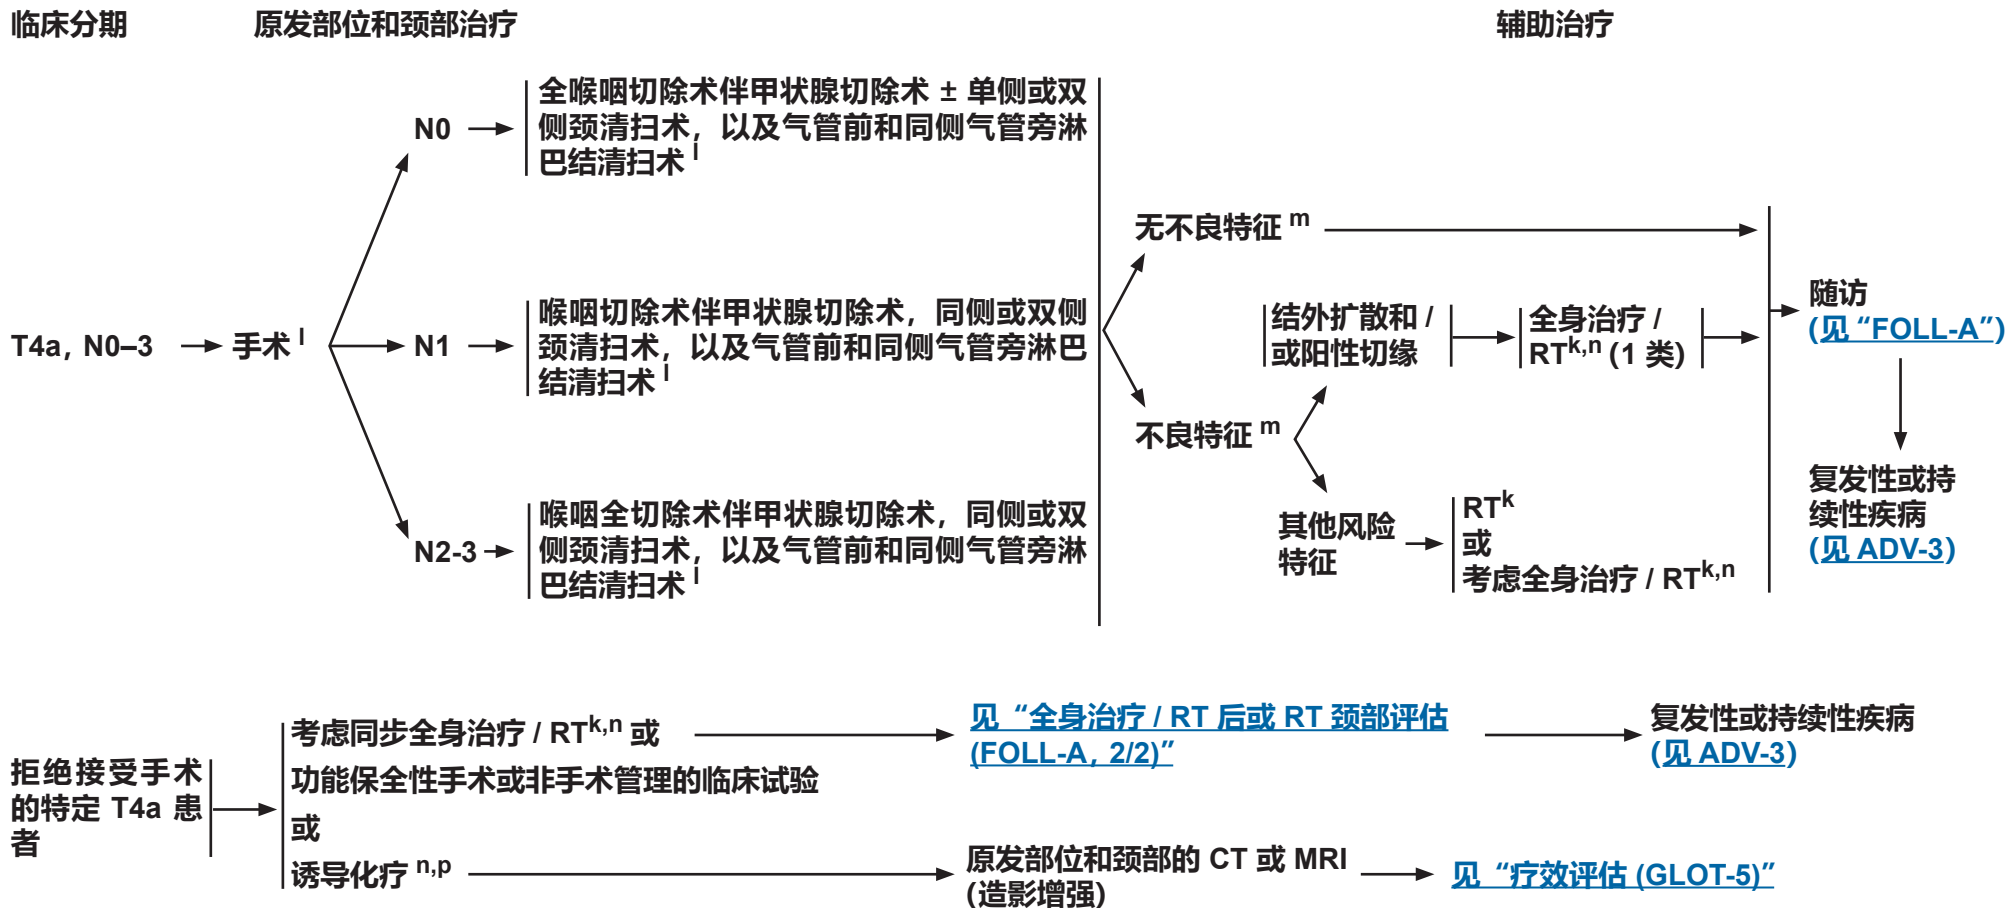 临床分期
原发部位和颈部治疗
辅助治疗
T4a, N0–3
手术 l
N0
全喉咽切除术伴甲状腺切除术 ± 单侧或双
侧颈清扫术，以及气管前和同侧气管旁淋
巴结清扫术 l
N1
喉咽切除术伴甲状腺切除术，同侧或双侧
颈清扫术，以及气管前和同侧气管旁淋巴
结清扫术 l
N2-3
喉咽全切除术伴甲状腺切除术，同侧或双
侧颈清扫术，以及气管前和同侧气管旁淋
巴结清扫术 l
无不良特征 m
不良特征 m
结外扩散和 /
或阳性切缘
全身治疗 /
RTk,n (1 类)
其他风险
特征
RTk
或
考虑全身治疗 / RTk,n
随访
(见 “FOLL-A”)
复发性或持
续性疾病
(见 ADV-3)
拒绝接受手术
的特定 T4a 患
者
考虑同步全身治疗 / RTk,n 或
功能保全性手术或非手术管理的临床试验
或
诱导化疗 n,p
见 “全身治疗 / RT 后或 RT 颈部评估
(FOLL-A, 2/2)”
复发性或持续性疾病
(见 ADV-3)
原发部位和颈部的 CT 或 MRI
(造影增强)
见 “疗效评估 (GLOT-5)”